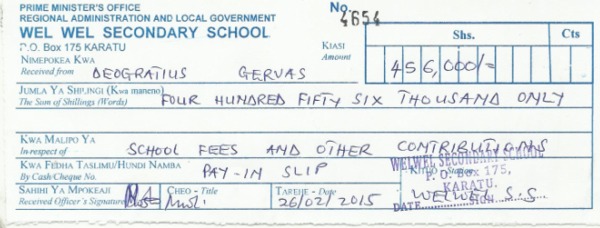 PRIME MINISTER'S OFFICE
REGIONAL ADMINISTRATION AND LOCAL GOVERNMENT
No. 4654
WEL WEL SECONDARY SCHOOL
P.O. Box 175 KARATU
Shs. Cts
NIMEPOKEA KWA KIASI
Received from DEOGRATIUS GERVAS Amount 456,000/=
JUMLA YA SHILINGI (Kwa maneno)
The Sum of Shillings (Words) FOUR HUNDRED FIFTY SIX THOUSAND ONLY
KWA MALIPO YA
In respect of SCHOOL FEES AND OTHER CONTRIBUTIONS
KWA FEDHA TASLIMU/HUNDI NAMBA
By Cash/Cheque No. PAY-IN SLIP
WELWEL SECONDARY SCHOOL
P. O. Box 175,
KARATU.
DATE SIGN
SAHIHI YA MPOKEAJI CHEO - Title TAREHE - Date
Received Officer's Signature 26/02/2015 WELWEL S.S